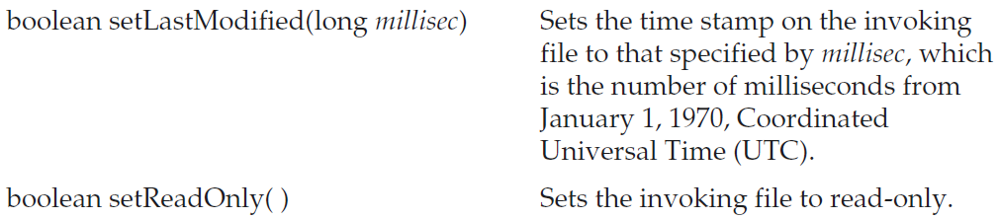 boolean setLastModified(long millisec) Sets the time stamp on the invoking
file to that specified by millisec, which
is the number of milliseconds from
January 1, 1970, Coordinated
Universal Time (UTC).
boolean setReadOnly( ) Sets the invoking file to read-only.